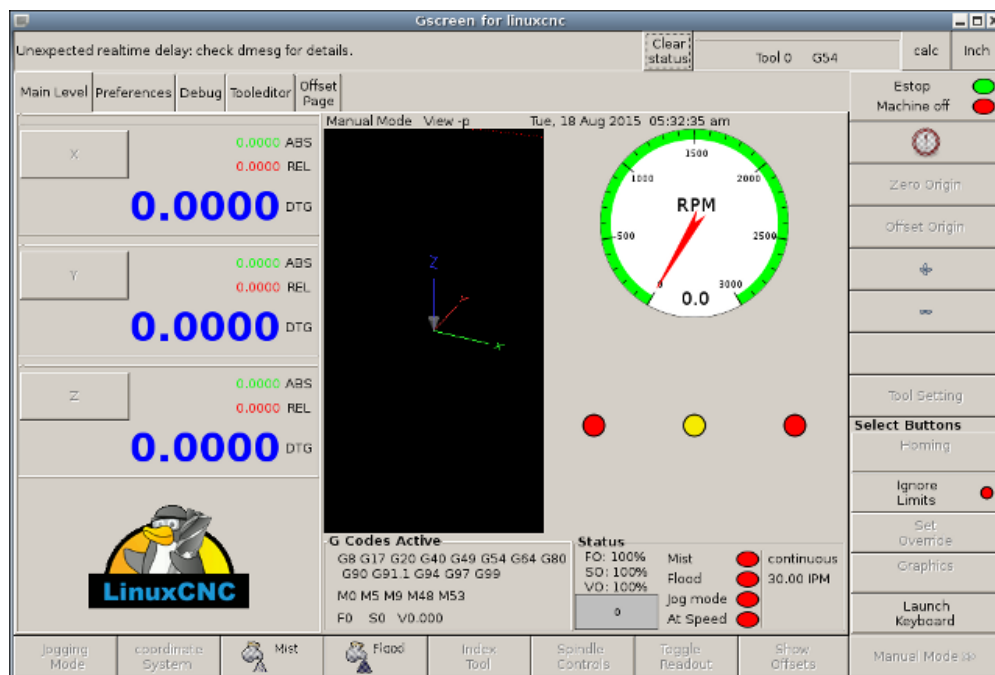 Gscreen for linuxcnc
Unexpected realtime delay: check dmesg for details.
Clear
status
Tool 0 G54
calc
Inch
Main Level
Preferences
Debug
Tooleditor
Offset
Page
Estop
Machine off
Manual Mode View -p Tue, 18 Aug 2015 05:32:35 am
X
0.0000 ABS
0.0000 REL
0.0000 DTG
Y
0.0000 ABS
0.0000 REL
0.0000 DTG
Z
0.0000 ABS
0.0000 REL
0.0000 DTG
LinuxCNC
Z
Y
X
1500
1000
2000
RPM
500
2500
0
3000
0.0
Zero Origin
Offset Origin
Tool Setting
Select Buttons
Homing
Ignore
Limits
Set
Override
Graphics
Launch
Keyboard
G Codes Active
G8 G17 G20 G40 G49 G54 G64 G80
G90 G91.1 G94 G97 G99
M0 M5 M9 M48 M53
F0 S0 V0.000
Status
FO: 100%
SO: 100%
VO: 100%
0
Mist
Flood
Jog mode
At Speed
continuous
30.00 IPM
Jogging
Mode
coordinate
System
Mist
Flood
Index
Tool
Spindle
Controls
Toggle
Readout
Show
Offsets
Manual Mode